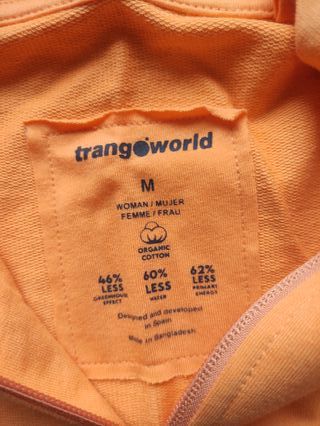 trangoworld
M
WOMAN / MUJER
FEMME / FRAU
ORGANIC
COTTON
46% 60% 62%
LESS LESS LESS
GREENHOUSE EFFECT WATER PRIMARY ENERGY
Designed and developed
in Spain
Made in Bangladesh